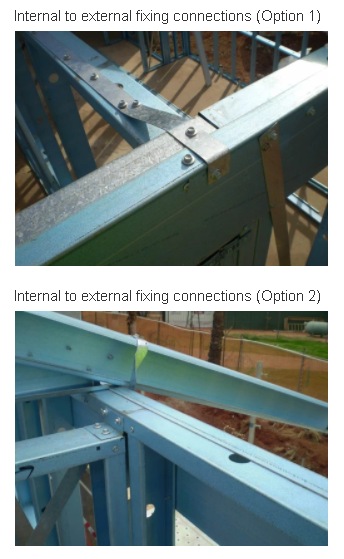 Internal to external fixing connections (Option 1)
Internal to external fixing connections (Option 2)